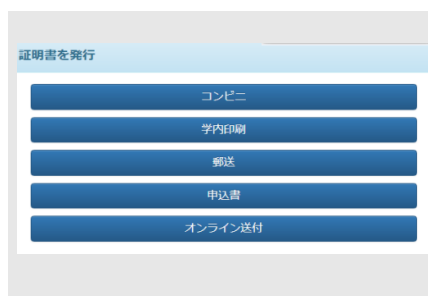 証明書を発行
コンビニ
学内印刷
郵送
申込書
オンライン送付